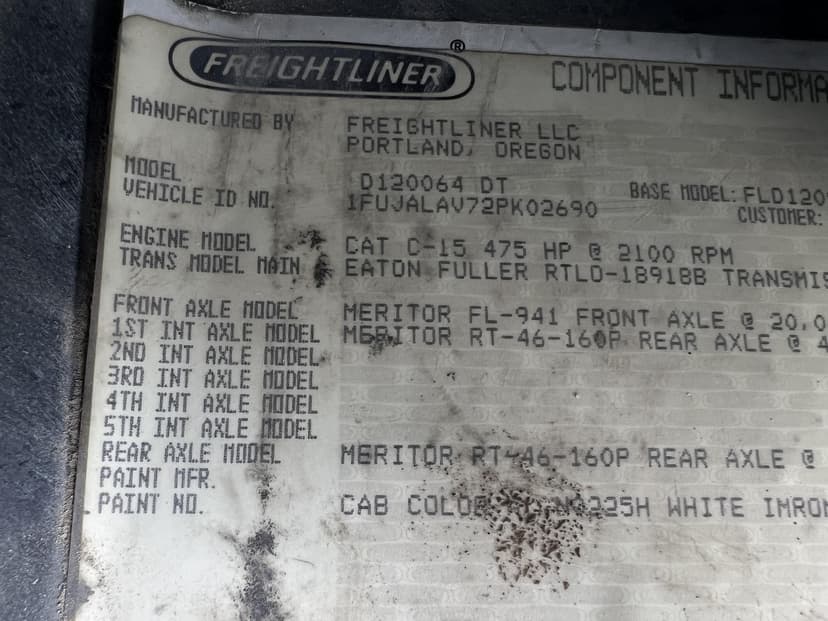 FREIGHTLINER ®
COMPONENT INFORMA
MANUFACTURED BY FREIGHTLINER LLC
PORTLAND, OREGON
MODEL D120064 DT BASE MODEL: FLD120
VEHICLE ID NO. 1FUJALAV72PK02690 CUSTOMER:
ENGINE MODEL CAT C-15 475 HP @ 2100 RPM
TRANS MODEL MAIN EATON FULLER RTLO-18918B TRANSMIS
FRONT AXLE MODEL MERITOR FL-941 FRONT AXLE @ 20,0
1ST INT AXLE MODEL MERITOR RT-46-160P REAR AXLE @ 4
2ND INT AXLE MODEL
3RD INT AXLE MODEL
4TH INT AXLE MODEL
5TH INT AXLE MODEL
REAR AXLE MODEL MERITOR RT-46-160P REAR AXLE @
PAINT MFR.
PAINT NO. CAB COLOR N0225H WHITE IMRON